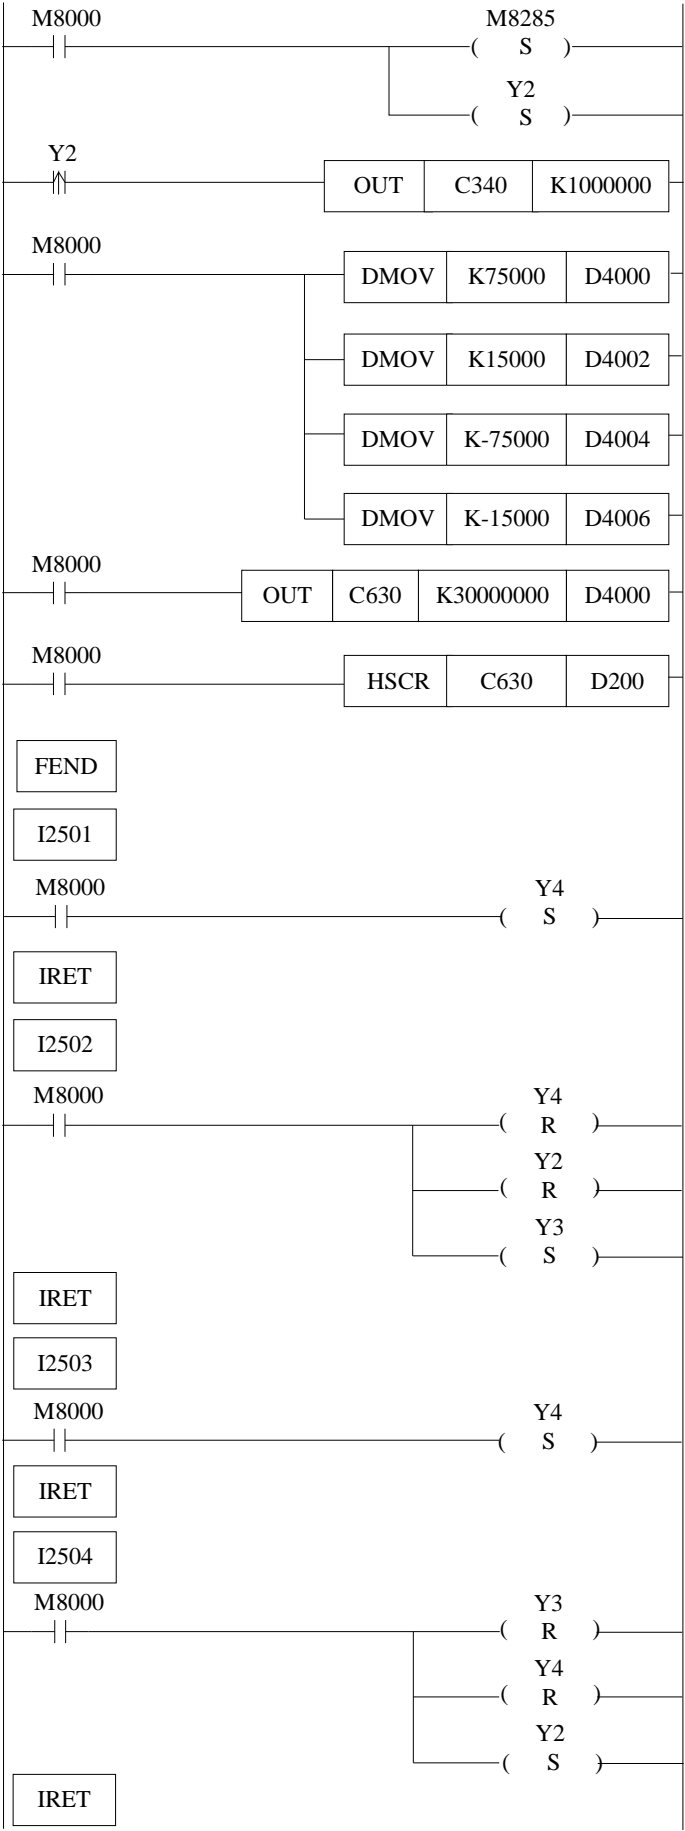 M8000 M8285
( S )
Y2
( S )
Y2
OUT C340 K1000000
M8000
DMOV K75000 D4000
DMOV K15000 D4002
DMOV K-75000 D4004
DMOV K-15000 D4006
M8000
OUT C630 K30000000 D4000
M8000
HSCR C630 D200
FEND
I2501
M8000 Y4
( S )
IRET
I2502
M8000 Y4
( R )
Y2
( R )
Y3
( S )
IRET
I2503
M8000 Y4
( S )
IRET
I2504
M8000 Y3
( R )
Y4
( R )
Y2
( S )
IRET